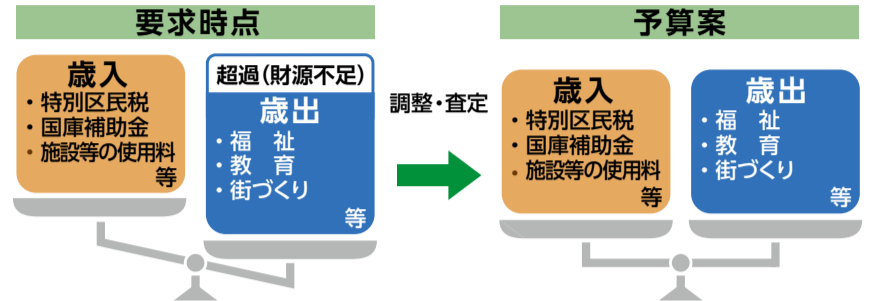 要求時点
歳入
・特別区民税
・国庫補助金
・施設等の使用料
等
超過(財源不足)
歳出
・福　祉
・教　育
・街づくり
等
調整・査定
予算案
歳入
・特別区民税
・国庫補助金
・施設等の使用料
等
歳出
・福　祉
・教　育
・街づくり
等